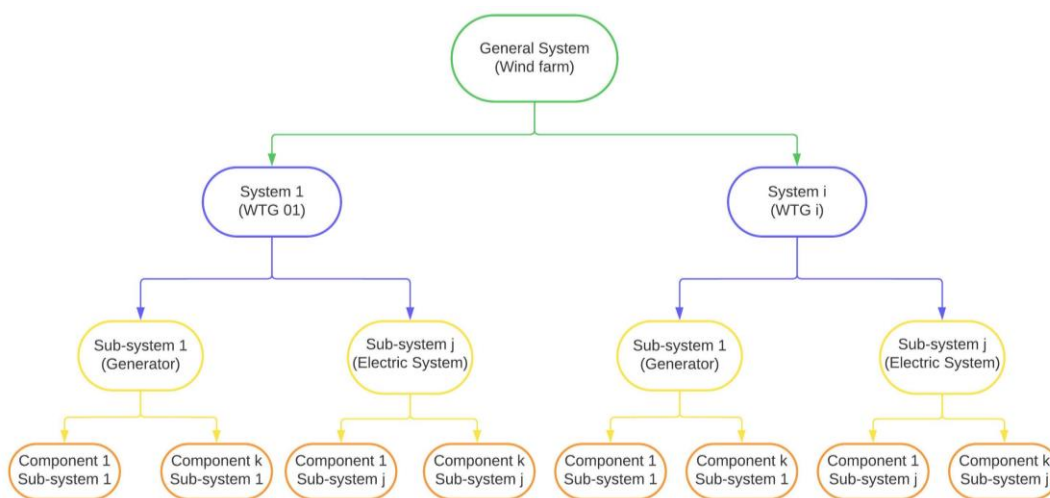 General System
(Wind farm)
System 1
(WTG 01)
System i
(WTG i)
Sub-system 1
(Generator)
Sub-system j
(Electric System)
Sub-system 1
(Generator)
Sub-system j
(Electric System)
Component 1
Sub-system 1
Component k
Sub-system 1
Component 1
Sub-system j
Component k
Sub-system j
Component 1
Sub-system 1
Component k
Sub-system 1
Component 1
Sub-system j
Component k
Sub-system j